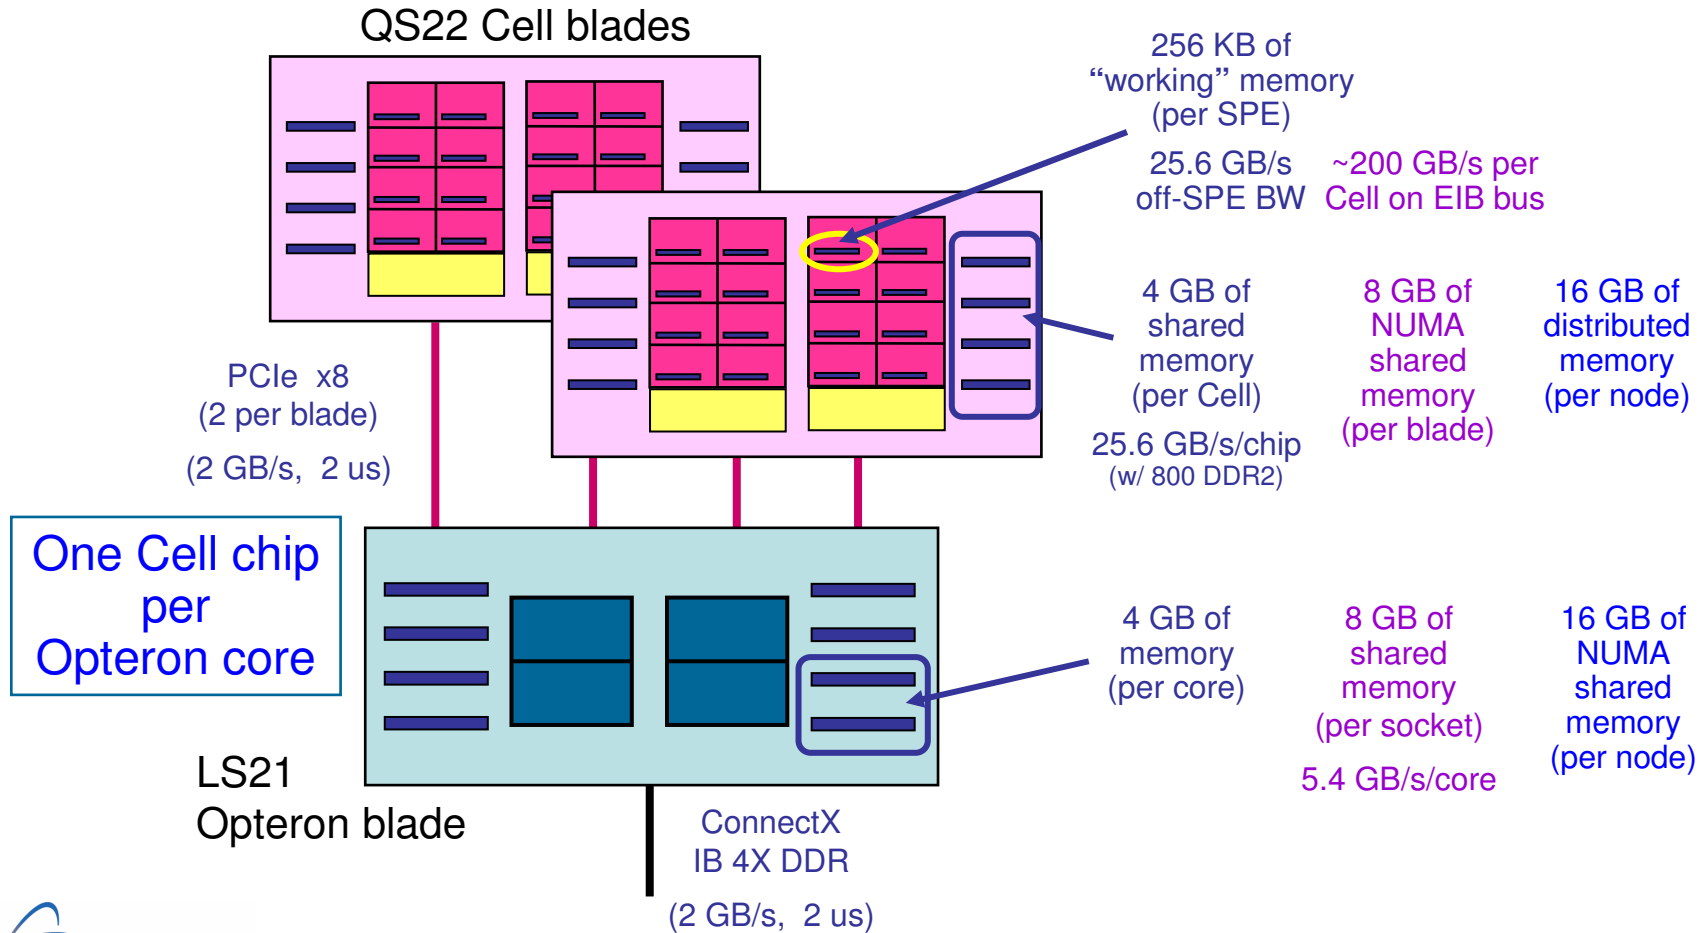 QS22 Cell blades
256 KB of
“working” memory
(per SPE)
25.6 GB/s
off-SPE BW
~200 GB/s per
Cell on EIB bus
4 GB of
shared
memory
(per Cell)
25.6 GB/s/chip
(w/ 800 DDR2)
8 GB of
NUMA
shared
memory
(per blade)
16 GB of
distributed
memory
(per node)
PCIe x8
(2 per blade)
(2 GB/s, 2 us)
One Cell chip
per
Opteron core
4 GB of
memory
(per core)
8 GB of
shared
memory
(per socket)
5.4 GB/s/core
16 GB of
NUMA
shared
memory
(per node)
LS21
Opteron blade
ConnectX
IB 4X DDR
(2 GB/s, 2 us)